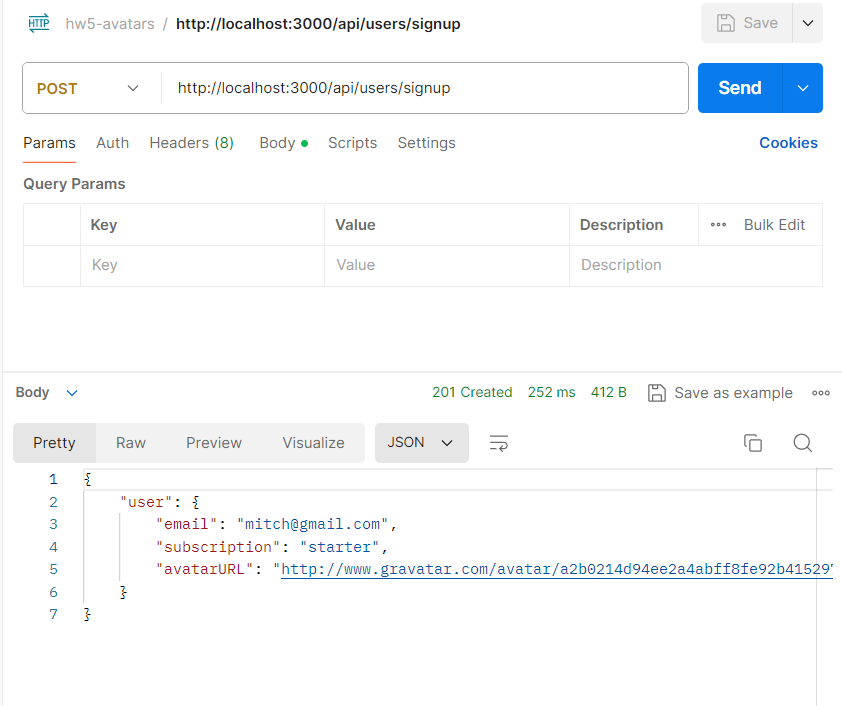 HTTP hw5-avatars / http://localhost:3000/api/users/signup Save
POST http://localhost:3000/api/users/signup Send
Params Auth Headers (8) Body Scripts Settings Cookies
Query Params
Key Value Description Bulk Edit
Key Value Description
Body 201 Created 252 ms 412 B Save as example
Pretty Raw Preview Visualize JSON
1 {
2 "user": {
3 "email": "mitch@gmail.com",
4 "subscription": "starter",
5 "avatarURL": "http://www.gravatar.com/avatar/a2b0214d94ee2a4abff8fe92b41529
6 }
7 }